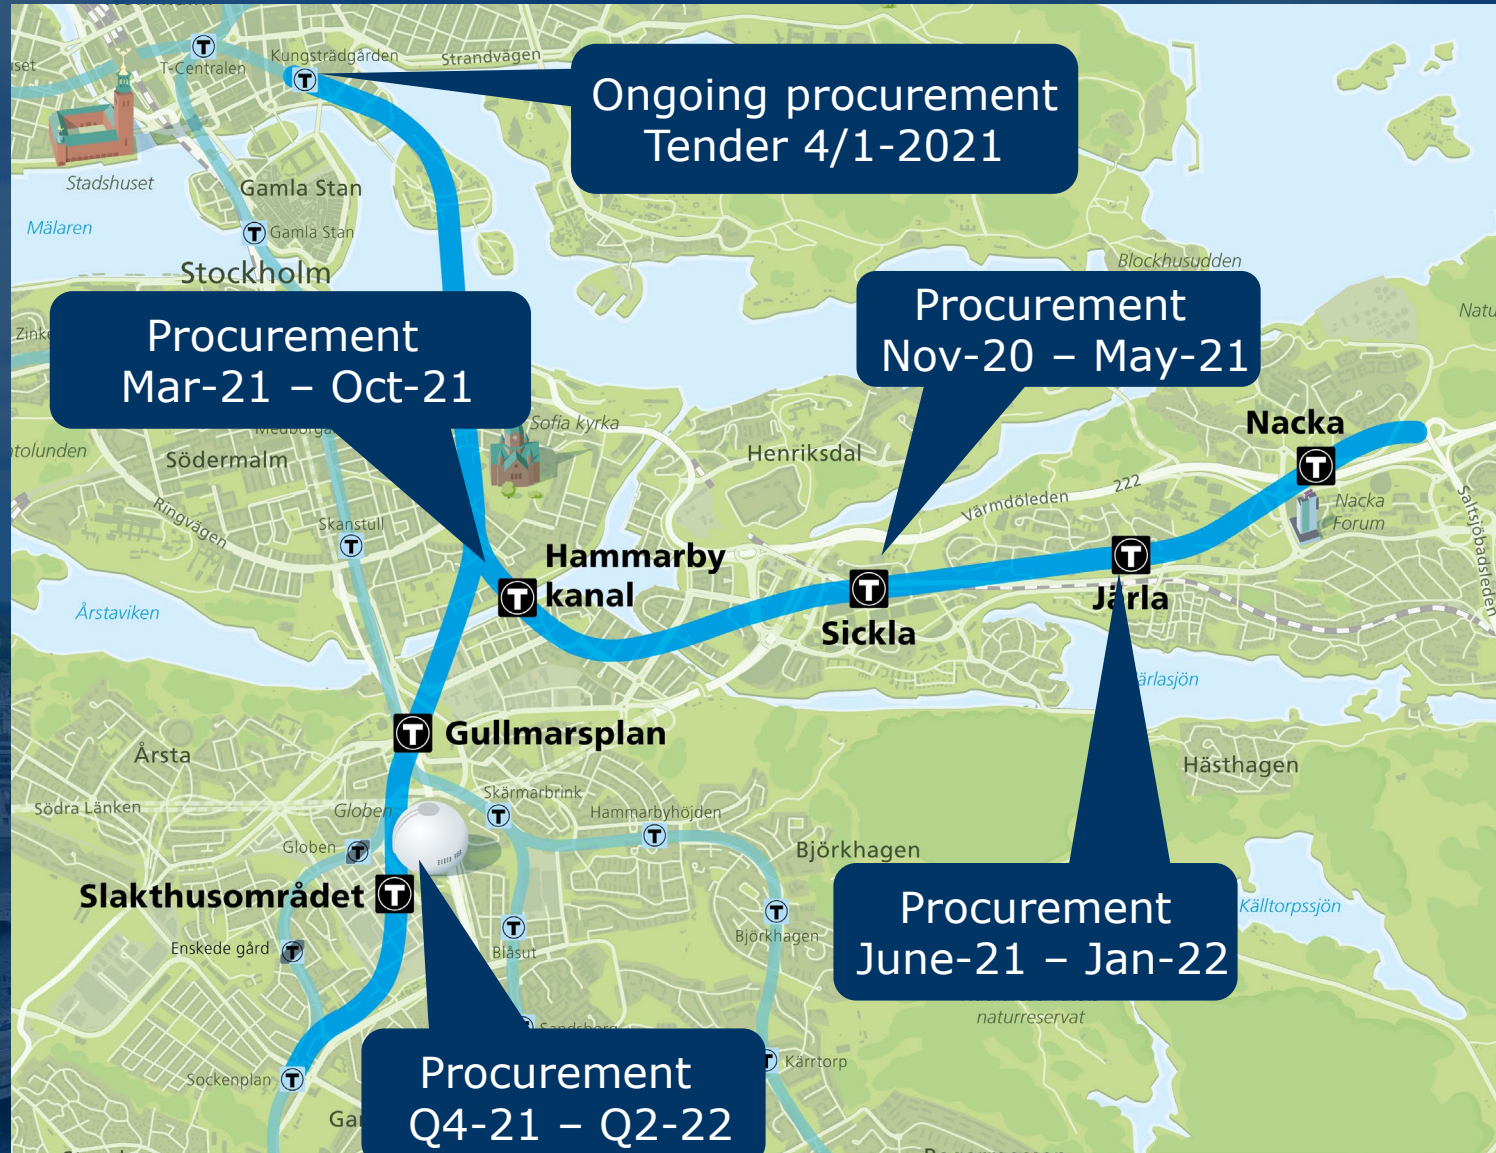 Kungsträdgården
Strandvägen
T-Centralen
Ongoing procurement
Tender 4/1-2021
Stadshuset
Gamla Stan
Mälaren
T Gamla Stan
Stockholm
Blockhusudden
Procurement
Nov-20 – May-21
Procurement
Mar-21 – Oct-21
Sofia kyrka
Nacka
Henriksdal
Södermalm
Värmdöleden
222
Nacka
Forum
Saltsjöbadsleden
Ringvägen
Skanstull
Hammarby
kanal
Årstaviken
Järla
Sickla
Gullmarsplan
Årsta
Hästhagen
Skärmarbrink
Södra Länken
Globen
Hammarbyhöjden
Globen
Björkhagen
Slakthusområdet
Procurement
June-21 – Jan-22
Källtorpssjön
Enskede gård
Blåsut
Björkhagen
naturreservat
Sandsborg
Kärrtorp
Sockenplan
Procurement
Q4-21 – Q2-22